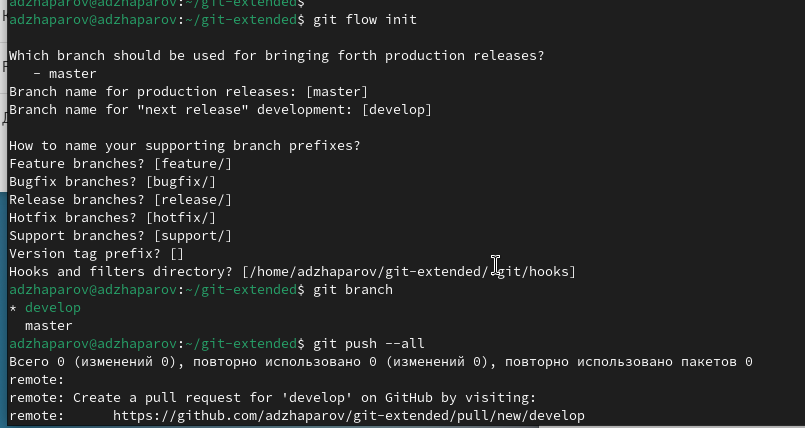 adzhaparov@adzhaparov:~/git-extended$
adzhaparov@adzhaparov:~/git-extended$ git flow init

Which branch should be used for bringing forth production releases?
   - master
Branch name for production releases: [master]
Branch name for "next release" development: [develop]

How to name your supporting branch prefixes?
Feature branches? [feature/]
Bugfix branches? [bugfix/]
Release branches? [release/]
Hotfix branches? [hotfix/]
Support branches? [support/]
Version tag prefix? []
Hooks and filters directory? [/home/adzhaparov/git-extended/.git/hooks]
adzhaparov@adzhaparov:~/git-extended$ git branch
* develop
  master
adzhaparov@adzhaparov:~/git-extended$ git push --all
Всего 0 (изменений 0), повторно использовано 0 (изменений 0), повторно использовано пакетов 0
remote:
remote: Create a pull request for 'develop' on GitHub by visiting:
remote:      https://github.com/adzhaparov/git-extended/pull/new/develop